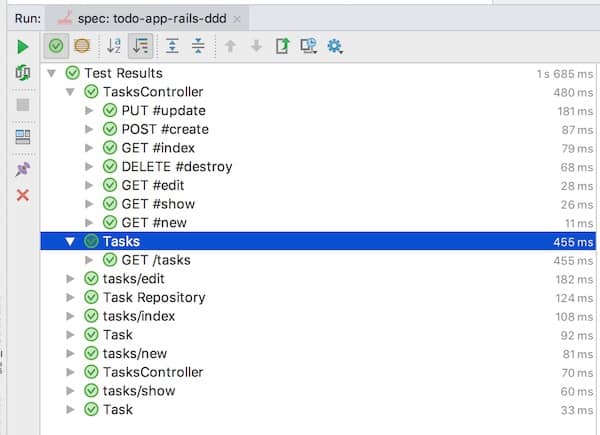 Run: spec: todo-app-rails-ddd
Test Results 1 s 685 ms
TasksController 480 ms
PUT #update 181 ms
POST #create 87 ms
GET #index 79 ms
DELETE #destroy 68 ms
GET #edit 28 ms
GET #show 26 ms
GET #new 11 ms
Tasks 455 ms
GET /tasks 455 ms
tasks/edit 182 ms
Task Repository 124 ms
tasks/index 108 ms
Task 92 ms
tasks/new 81 ms
TasksController 70 ms
tasks/show 60 ms
Task 33 ms